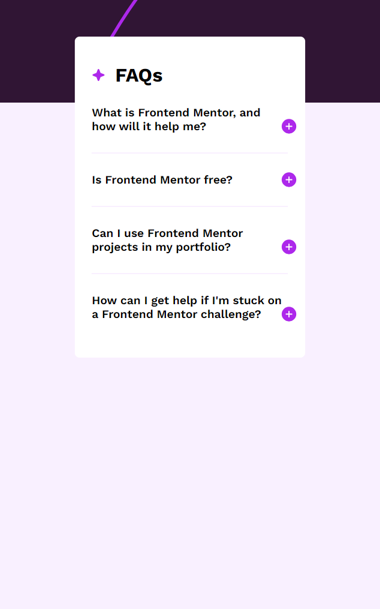 FAQs
What is Frontend Mentor, and
how will it help me?
Is Frontend Mentor free?
Can I use Frontend Mentor
projects in my portfolio?
How can I get help if I'm stuck on
a Frontend Mentor challenge?